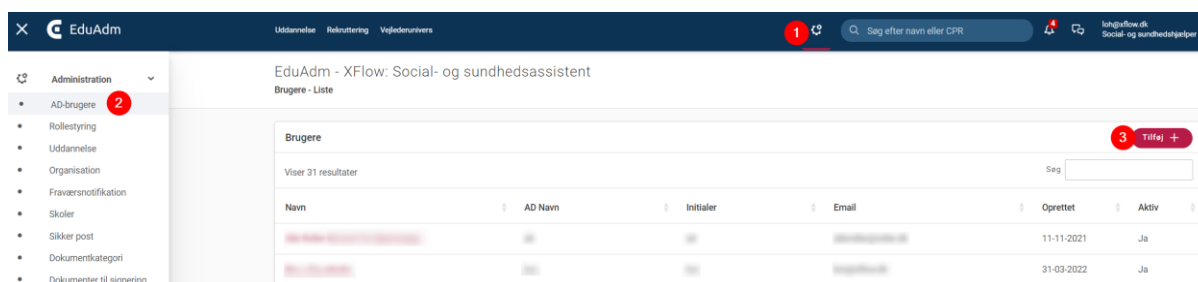 EduAdm
Uddannelse Rekruttering Vejlederunivers
1
Søg efter navn eller CPR
4
loh@xflow.dk
Social- og sundhedshjælper
Administration
AD-brugere 2
Rollestyring
Uddannelse
Organisation
Fraværsnotifikation
Skoler
Sikker post
Dokumentkategori
Dokumenter til signering
EduAdm - XFlow: Social- og sundhedsassistent
Brugere - Liste
Brugere
3 Tilføj +
Viser 31 resultater
Søg
Navn AD Navn Initialer Email Oprettet Aktiv
11-11-2021 Ja
31-03-2022 Ja